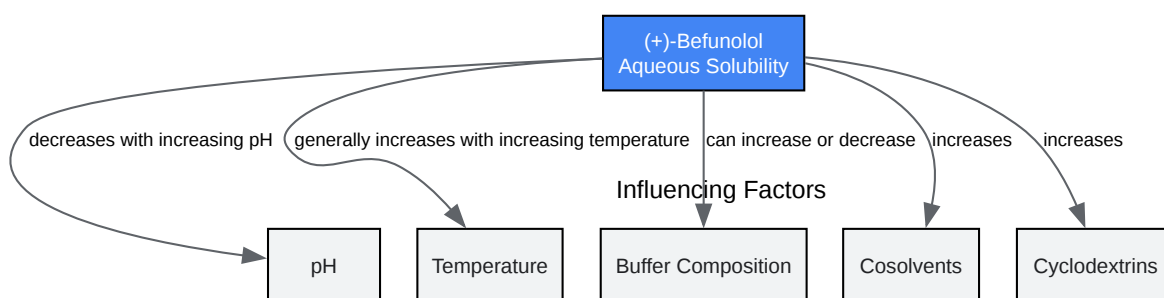 (+)-Befunolol
Aqueous Solubility
decreases with increasing pH
generally increases with increasing temperature
can increase or decrease
increases
increases
Influencing Factors
pH
Temperature
Buffer Composition
Cosolvents
Cyclodextrins